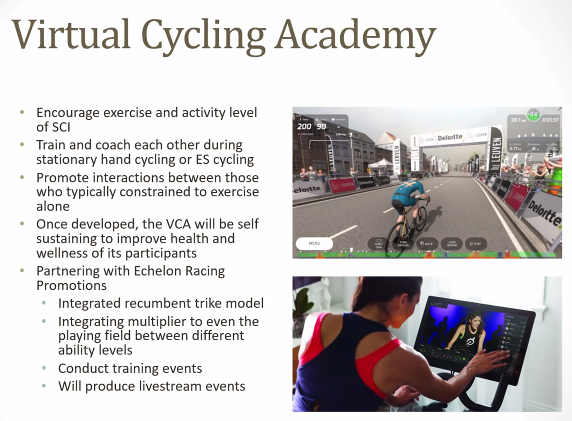 Virtual Cycling Academy
• Encourage exercise and activity level
of SCI
• Train and coach each other during
stationary hand cycling or ES cycling
• Promote interactions between those
who typically constrained to exercise
alone
• Once developed, the VCA will be self
sustaining to improve health and
wellness of its participants
• Partnering with Echelon Racing
Promotions
• Integrated recumbent trike model
• Integrating multiplier to even the
playing field between different
ability levels
• Conduct training events
• Will produce livestream events
200 90
Deloitte
LEUVEN
LEUVEN
Deloitte
MENU